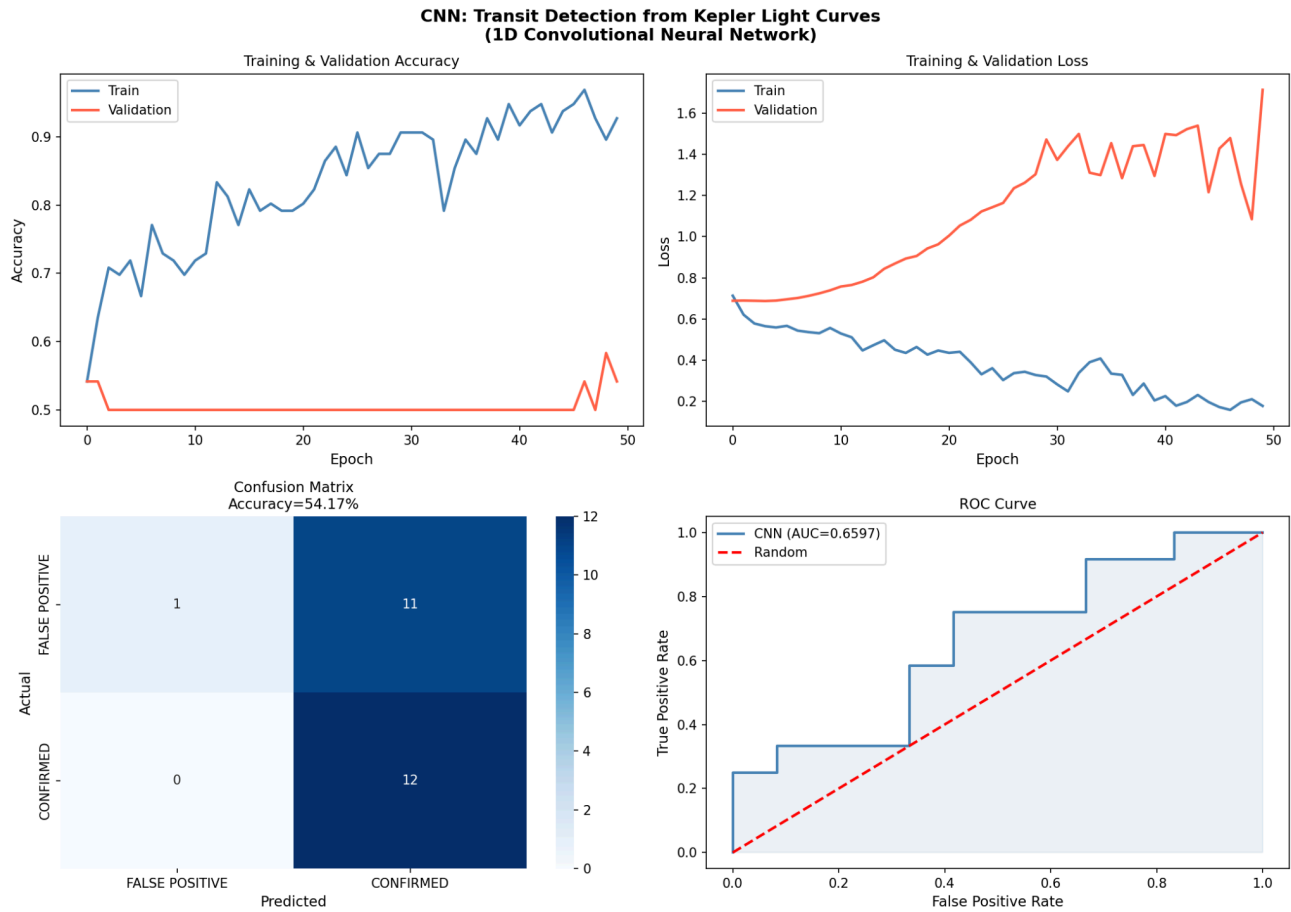 CNN: Transit Detection from Kepler Light Curves
(1D Convolutional Neural Network)
Training & Validation Accuracy
Train
Validation
0.9
0.8
0.7
0.6
0.5
Accuracy
0
10
20
30
40
50
Epoch
Training & Validation Loss
Train
Validation
1.6
1.4
1.2
1.0
0.8
0.6
0.4
0.2
Loss
0
10
20
30
40
50
Epoch
Confusion Matrix
Accuracy=54.17%
FALSE POSITIVE
CONFIRMED
Actual
1
11
0
12
FALSE POSITIVE
CONFIRMED
Predicted
12
10
8
6
4
2
0
ROC Curve
CNN (AUC=0.6597)
Random
1.0
0.8
0.6
0.4
0.2
0.0
True Positive Rate
0.0
0.2
0.4
0.6
0.8
1.0
False Positive Rate